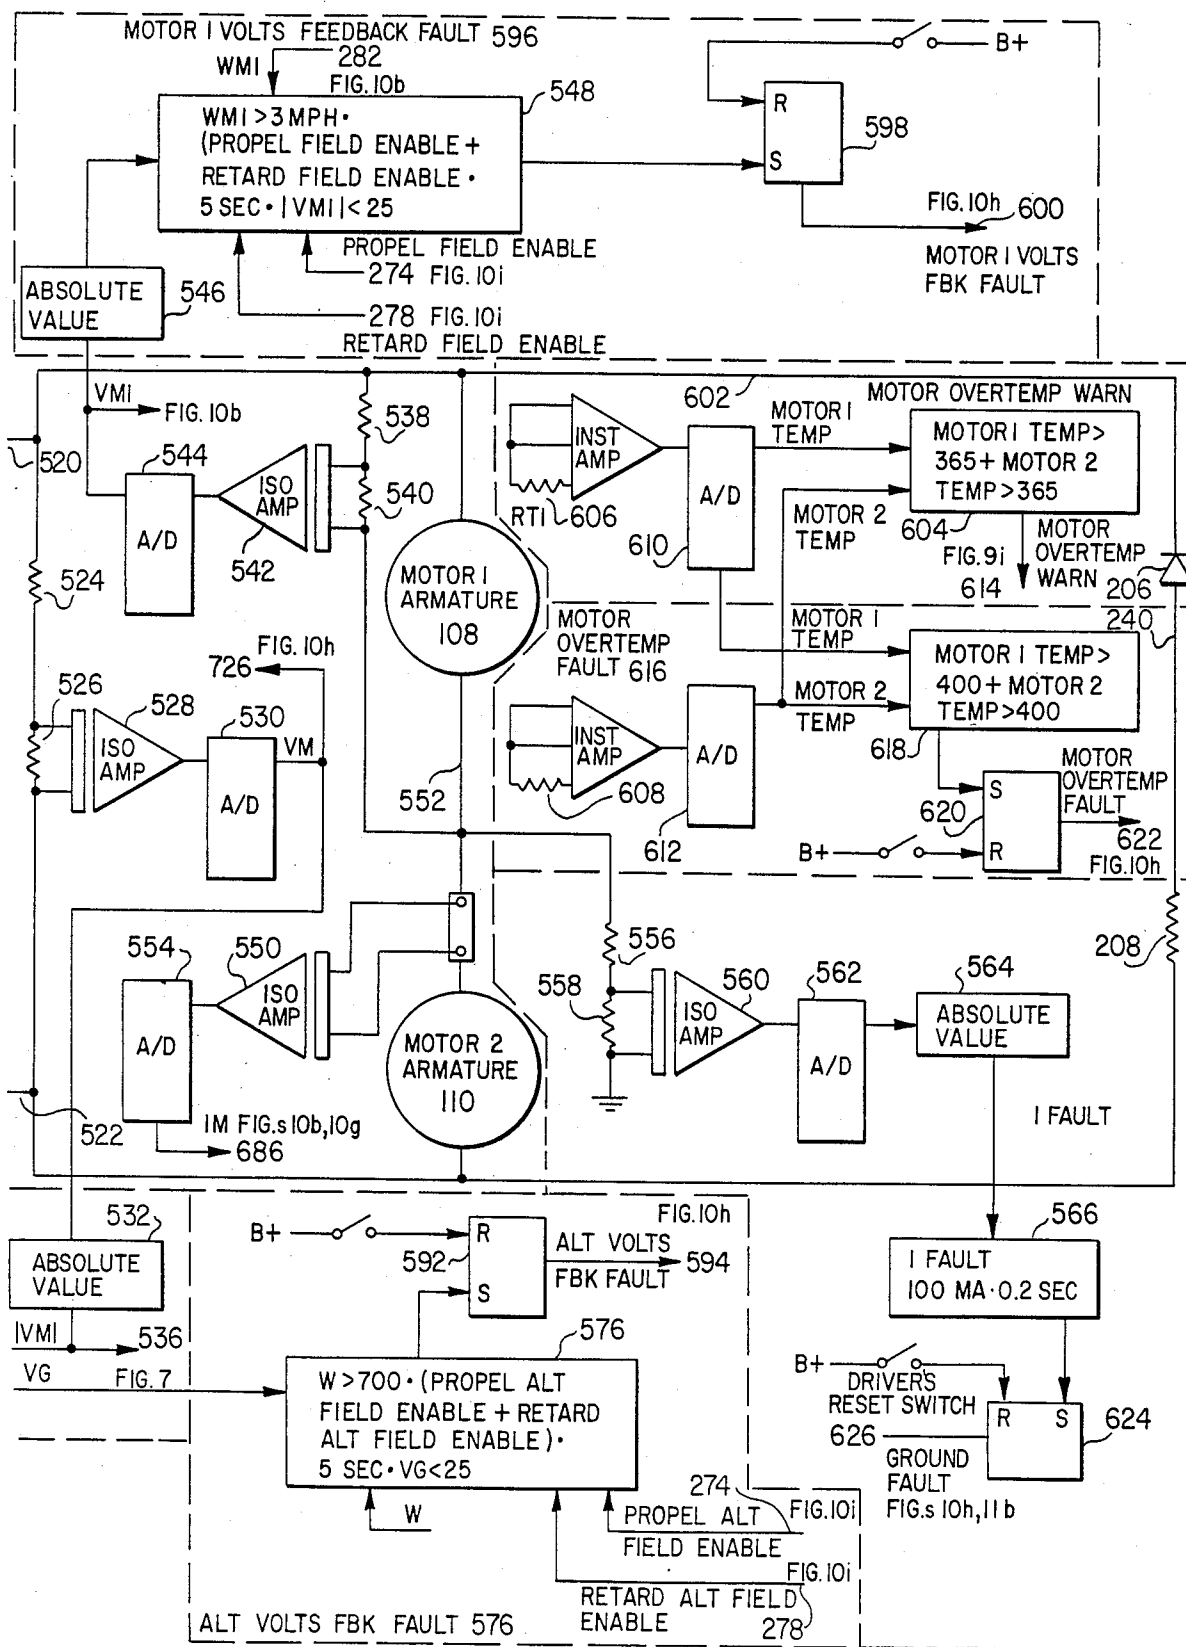 MOTOR 1 VOLTS FEEDBACK FAULT 596
WM1
282
FIG. 10b
548
WM1 > 3 MPH •
(PROPEL FIELD ENABLE +
RETARD FIELD ENABLE •
5 SEC • |VM1| < 25
B+
R
S
598
FIG. 10h
600
MOTOR 1 VOLTS
FBK FAULT
PROPEL FIELD ENABLE
274 FIG. 10i
278 FIG. 10i
RETARD FIELD ENABLE
ABSOLUTE
VALUE
546
VM1
FIG. 10b
520
544
A/D
ISO
AMP
542
538
540
524
MOTOR 1
ARMATURE
108
602
INST
AMP
RT1
606
A/D
610
MOTOR 1
TEMP
MOTOR 2
TEMP
MOTOR OVERTEMP WARN
MOTOR 1 TEMP >
365 + MOTOR 2
TEMP > 365
604
FIG. 9i
614
MOTOR
OVERTEMP
WARN
206
240
MOTOR
OVERTEMP
FAULT 616
MOTOR 1
TEMP
MOTOR 1 TEMP >
400 + MOTOR 2
TEMP > 400
618
MOTOR 2
TEMP
INST
AMP
608
A/D
612
S
R
620
B+
MOTOR
OVERTEMP
FAULT
622
FIG. 10h
FIG. 10h
726
526
528
ISO
AMP
530
A/D
VM
552
554
A/D
550
ISO
AMP
MOTOR 2
ARMATURE
110
1M FIG.s 10b, 10g
686
522
556
558
560
ISO
AMP
562
A/D
564
ABSOLUTE
VALUE
208
I FAULT
532
ABSOLUTE
VALUE
|VM|
536
VG
FIG. 7
B+
R
S
592
FIG. 10h
ALT VOLTS
FBK FAULT
594
576
W > 700 • (PROPEL ALT
FIELD ENABLE + RETARD
ALT FIELD ENABLE) •
5 SEC • VG < 25
W
274
FIG. 10i
PROPEL ALT
FIELD ENABLE
FIG. 10i
RETARD ALT FIELD
ENABLE
278
ALT VOLTS FBK FAULT 576
566
I FAULT
100 MA • 0.2 SEC
B+
DRIVER'S
RESET SWITCH
R S
624
626
GROUND
FAULT
FIG.s 10h, 11b